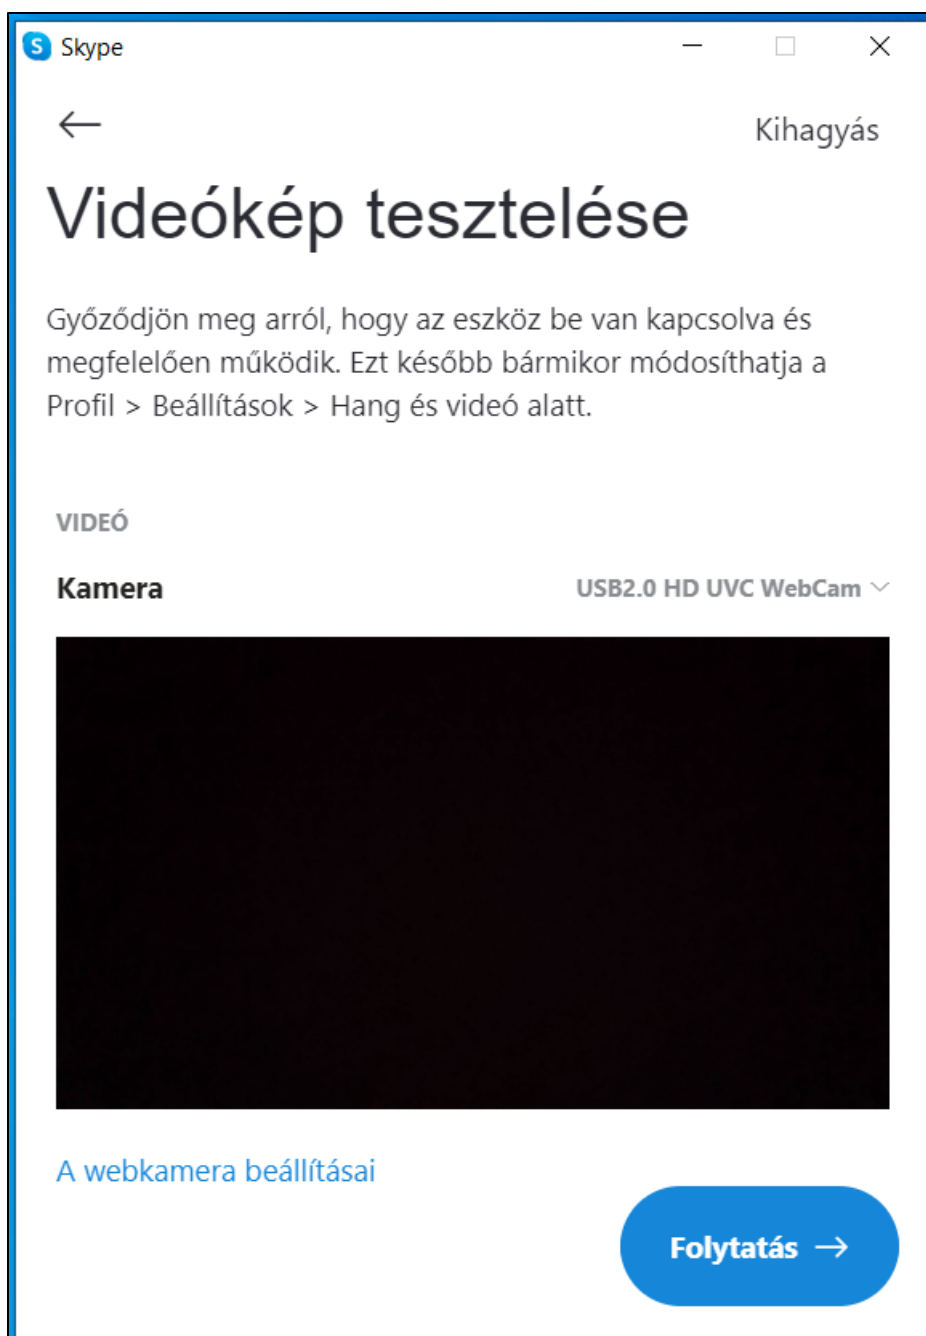 Skype
Kihagyás
Videókép tesztelése
Győződjön meg arról, hogy az eszköz be van kapcsolva és
megfelelően működik. Ezt később bármikor módosíthatja a
Profil > Beállítások > Hang és videó alatt.
VIDEÓ
Kamera USB2.0 HD UVC WebCam
A webkamera beállításai
Folytatás →